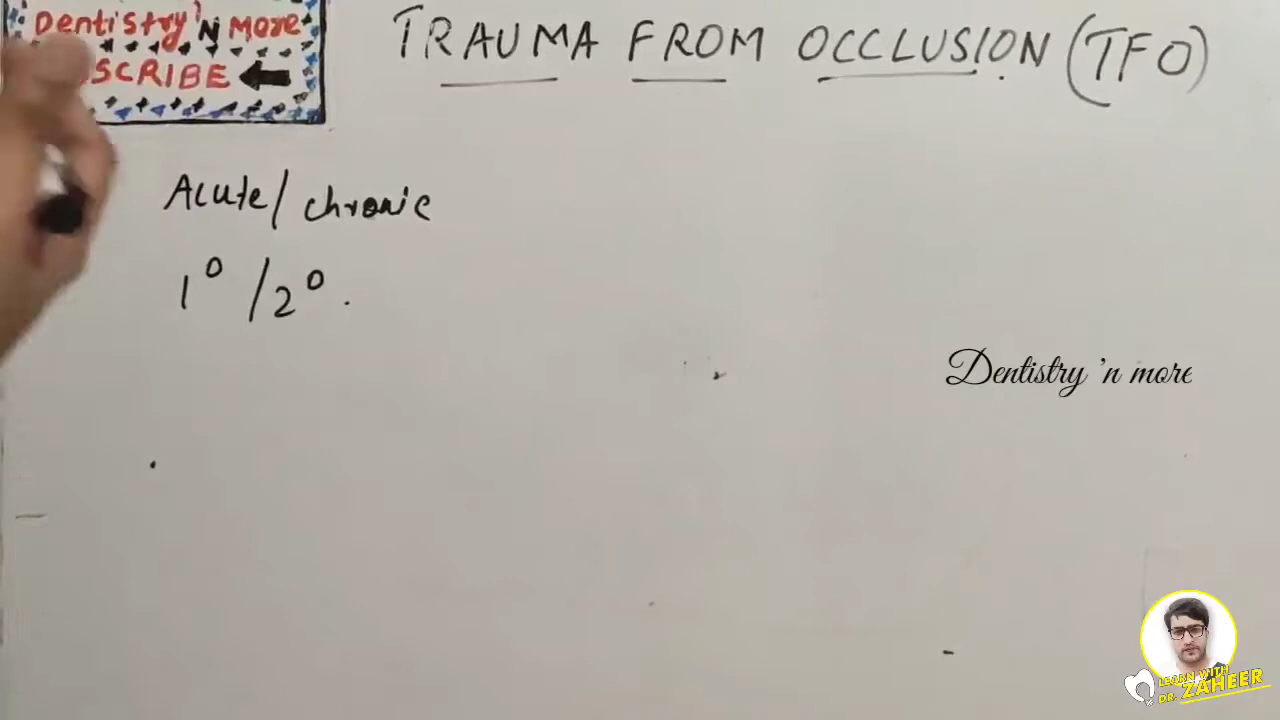 Dentistry 'N More
SCRIBE
TRAUMA FROM OCCLUSION (TFO)
Acute/chronic
1° / 2°.
Dentistry 'n more
LEARN WITH
DR. ZAHEER